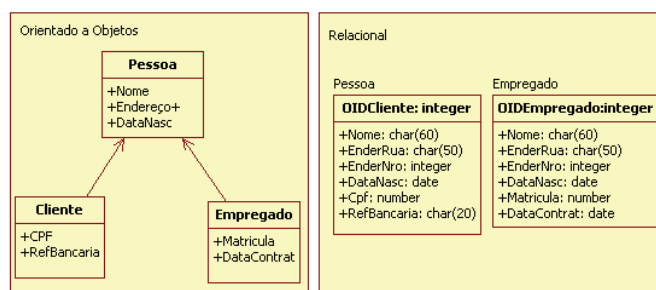 Orientado a Objetos
Pessoa
+Nome
+Endereço+
+DataNasc
Cliente
+CPF
+RefBancaria
Empregado
+Matricula
+DataContrat
Relacional
Pessoa
OIDCliente: integer
+Nome: char(60)
+EnderRua: char(50)
+EnderNro: integer
+DataNasc: date
+Cpf: number
+RefBancaria: char(20)
Empregado
OIDEmpregado:integer
+Nome: char(60)
+EnderRua: char(50)
+EnderNro: integer
+DataNasc: date
+Matricula: number
+DataContrat: date